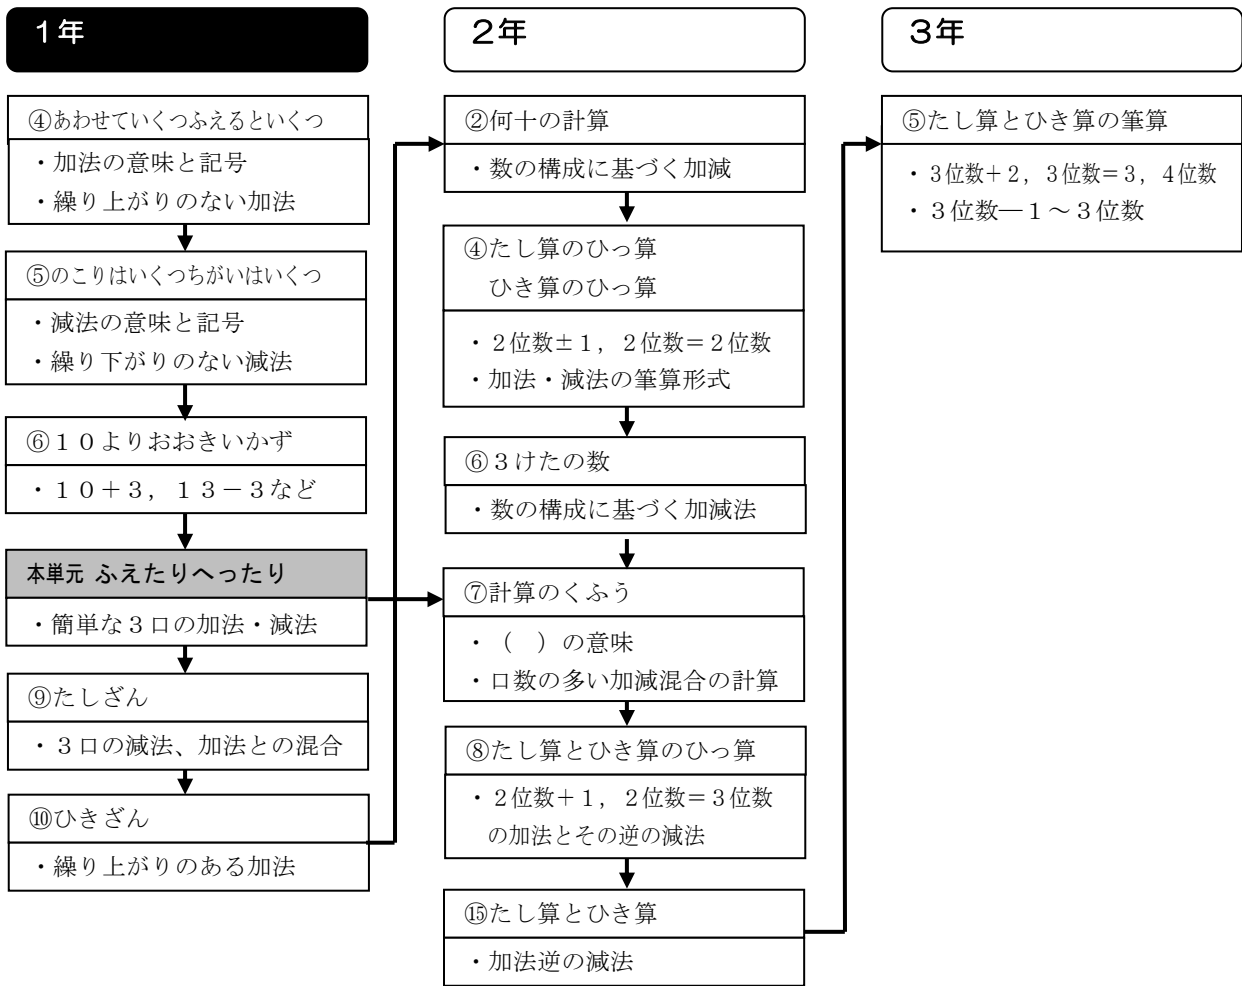 1年
④あわせていくつふえるといくつ
・加法の意味と記号
・繰り上がりのない加法
⑤のこりはいくつちがいはいくつ
・減法の意味と記号
・繰り下がりのない減法
⑥１０よりおおきいかず
・１０＋３，１３－３など
本単元 ふえたりへったり
・簡単な３口の加法・減法
⑨たしざん
・３口の減法、加法との混合
⑩ひきざん
・繰り上がりのある加法
2年
②何十の計算
・数の構成に基づく加減
④たし算のひっ算
ひき算のひっ算
・２位数±１，２位数＝２位数
・加法・減法の筆算形式
⑥３けたの数
・数の構成に基づく加減法
⑦計算のくふう
・（　）の意味
・口数の多い加減混合の計算
⑧たし算とひき算のひっ算
・２位数＋１，２位数＝３位数
の加法とその逆の減法
⑮たし算とひき算
・加法逆の減法
3年
⑤たし算とひき算の筆算
・３位数＋２，３位数＝３，４位数
・３位数―１～３位数